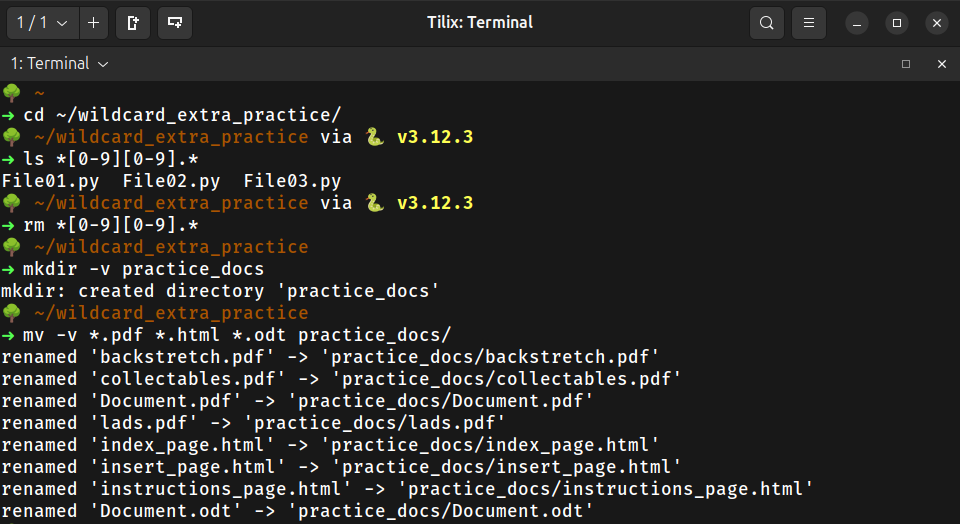 1 / 1
Tilix: Terminal
1: Terminal
~
➜ cd ~/wildcard_extra_practice/
~/wildcard_extra_practice via 🐍 v3.12.3
➜ ls *[0-9][0-9].*
File01.py  File02.py  File03.py
~/wildcard_extra_practice via 🐍 v3.12.3
➜ rm *[0-9][0-9].*
~/wildcard_extra_practice
➜ mkdir -v practice_docs
mkdir: created directory 'practice_docs'
~/wildcard_extra_practice
➜ mv -v *.pdf *.html *.odt practice_docs/
renamed 'backstretch.pdf' -> 'practice_docs/backstretch.pdf'
renamed 'collectables.pdf' -> 'practice_docs/collectables.pdf'
renamed 'Document.pdf' -> 'practice_docs/Document.pdf'
renamed 'lads.pdf' -> 'practice_docs/lads.pdf'
renamed 'index_page.html' -> 'practice_docs/index_page.html'
renamed 'insert_page.html' -> 'practice_docs/insert_page.html'
renamed 'instructions_page.html' -> 'practice_docs/instructions_page.html'
renamed 'Document.odt' -> 'practice_docs/Document.odt'